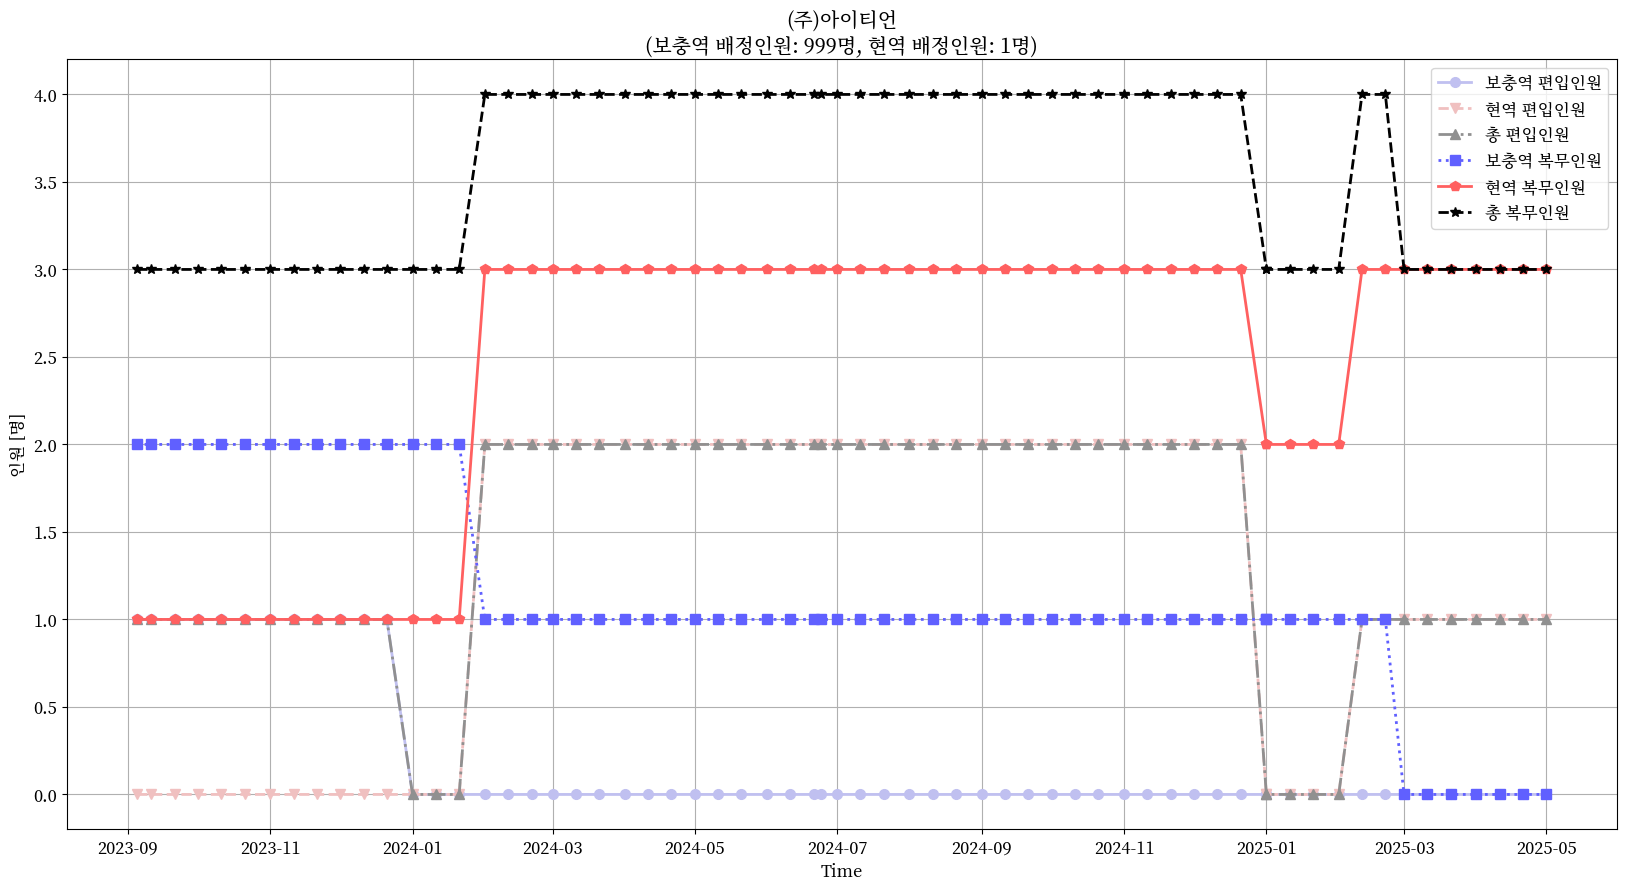 (주)아이티언
(보충역 배정인원: 999명, 현역 배정인원: 1명)
보충역 편입인원
현역 편입인원
총 편입인원
보충역 복무인원
현역 복무인원
총 복무인원
인원 [명]
4.0
3.5
3.0
2.5
2.0
1.5
1.0
0.5
0.0
2023-09 2023-11 2024-01 2024-03 2024-05 2024-07 2024-09 2024-11 2025-01 2025-03 2025-05
Time